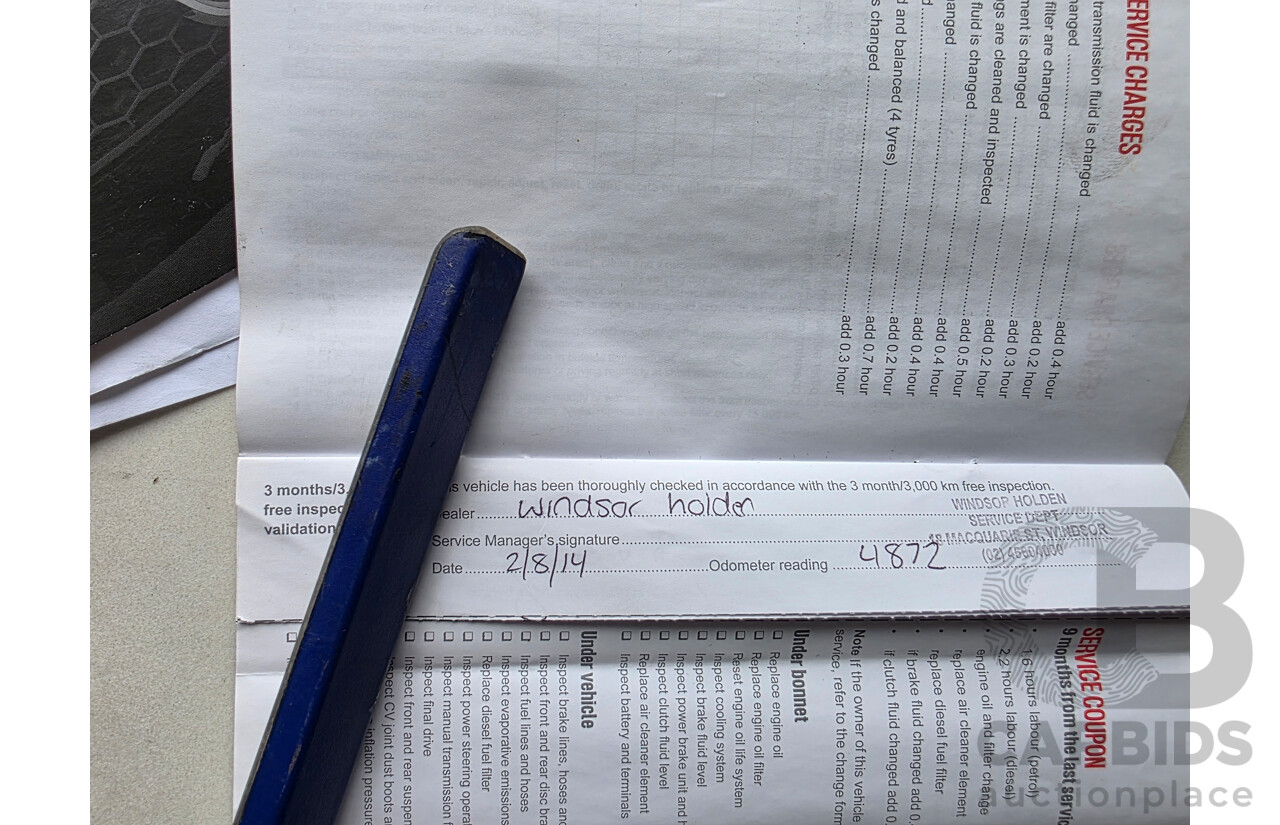 SERVICE CHARGES
transmission fluid is changed
add 0.4 hour
hanged
add 0.2 hour
filter are changed
add 0.3 hour
ment is changed
add 0.2 hour
gs are cleaned and inspected
add 0.5 hour
fluid is changed
add 0.4 hour
anged
add 0.4 hour
d
add 0.2 hour
d and balanced (4 tyres)
add 0.7 hour
s changed
add 0.3 hour
3 months/3
free inspec
validation
s vehicle has been thoroughly checked in accordance with the 3 month/3,000 km free inspection.
ealer windsor holden
WINDSOR HOLDEN
SERVICE DEPT
Service Manager's signature
18 MACQUARIE ST, WINDSOR
Date 2/8/14 Odometer reading 4872
SERVICE COUPON
9 months from the last servic
1.6 hours labour (petrol)
2.2 hours labour (diesel)
engine oil and filter change
replace air cleaner element
replace diesel fuel filter
if brake fluid changed add 0.
if clutch fluid changed add 0.
Note If the owner of this vehicle
service, refer to the change form
Under bonnet
Replace engine oil
Replace engine oil filter
Reset engine oil life system
Inspect cooling system
Inspect brake fluid level
Inspect power brake unit and h
Inspect clutch fluid level
Replace air cleaner element
Inspect battery and terminals
Under vehicle
Inspect brake lines, hoses and
Inspect front and rear disc bra
Inspect fuel lines and hoses
Inspect evaporative emissions
Replace diesel fuel filter
Inspect power steering operat
Inspect manual transmission f
Inspect final drive
Inspect front and rear suspen
Inspect CV joint dust boots a
inflation pressure
CARBIDS
auctionplace